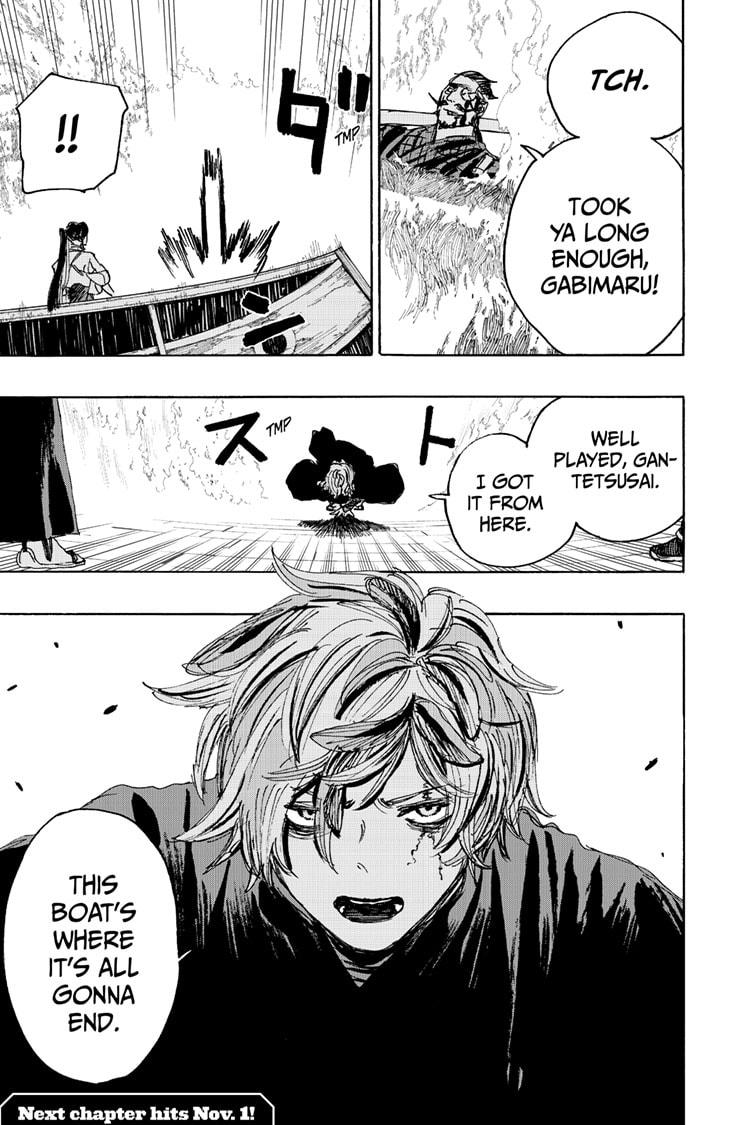 TCH.
TOOK
YA LONG
ENOUGH,
GABIMARU!
ダ!!
TMP
!!
WELL
PLAYED, GAN-
TETSUSAI.
I GOT
IT FROM
HERE.
スト
TMP
THIS
BOAT'S
WHERE
IT'S ALL
GONNA
END.
Next chapter hits Nov. 1!